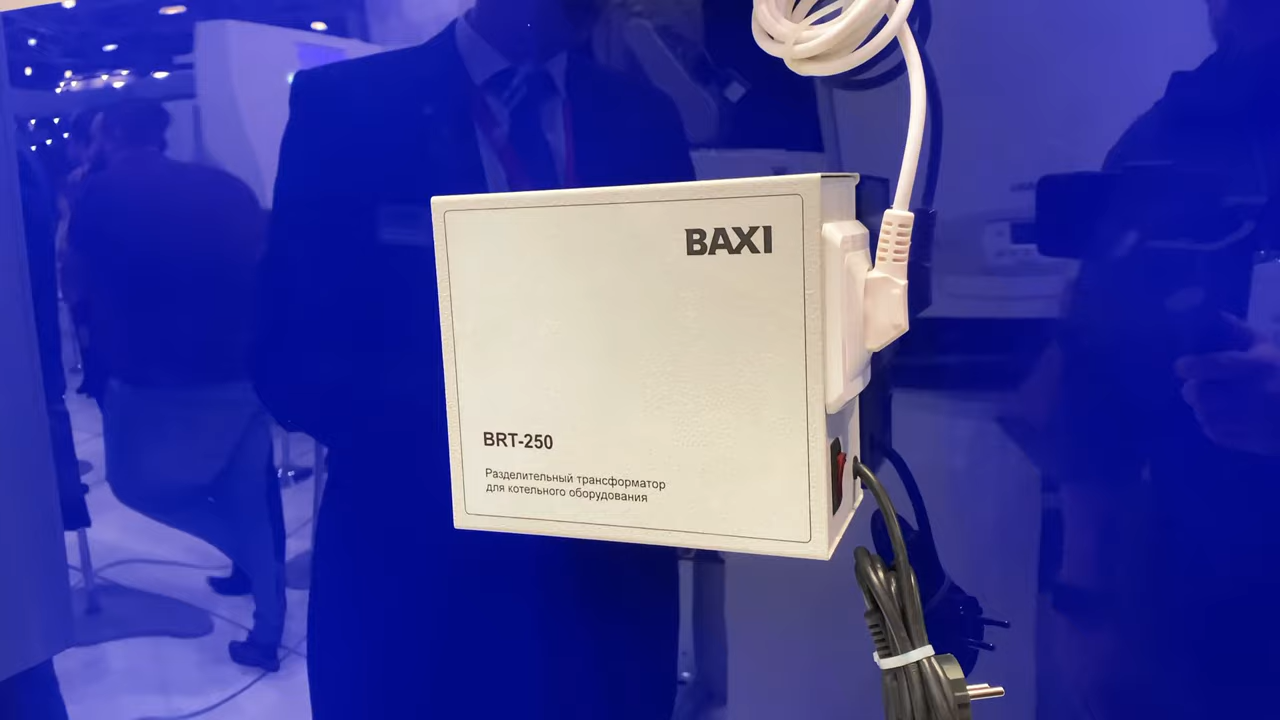 BAXI
BRT-250
Разделительный трансформатор
для котельного оборудования